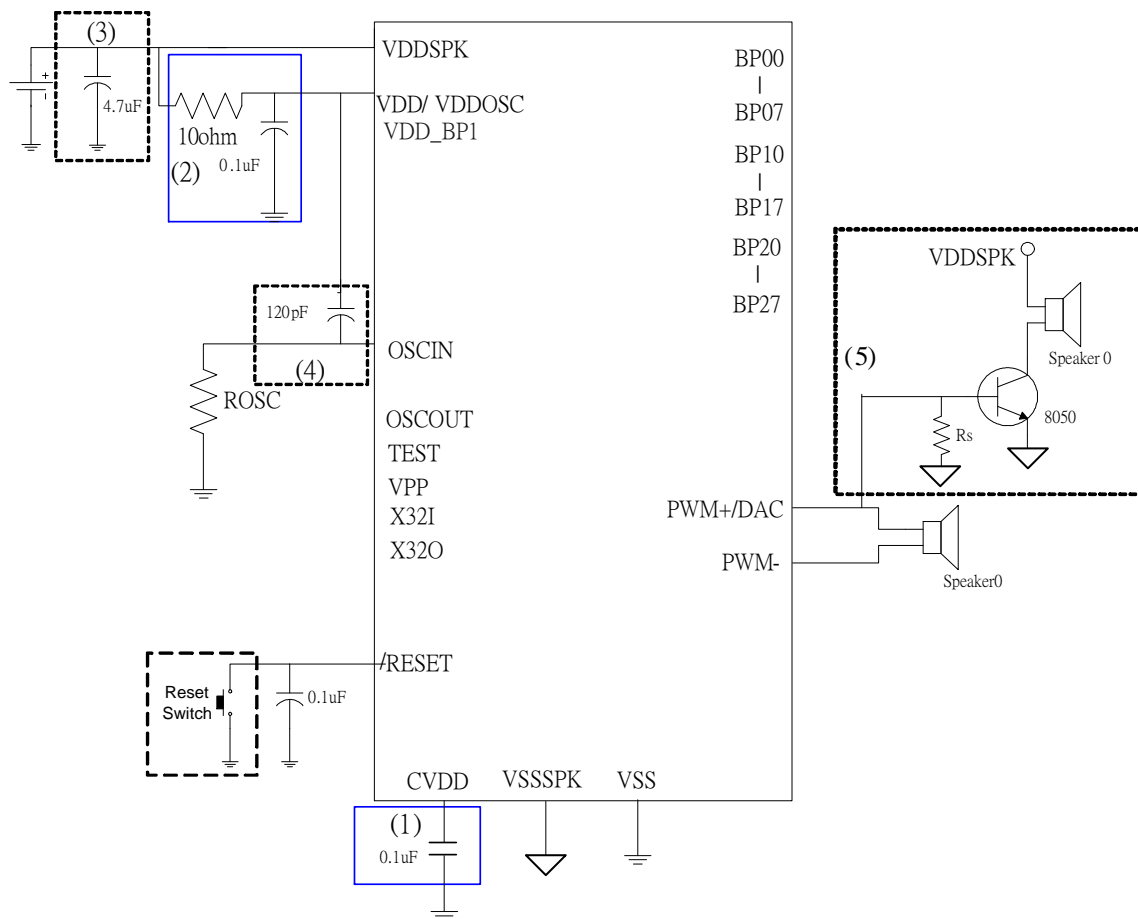 (3)
VDDSPK
BP00
|
BP07
+
-
4.7uF
VDD/ VDDOSC
10ohm
VDD_BP1
0.1uF
(2)
BP10
|
BP17
BP20
|
BP27
VDDSPK
120pF
OSCIN
(4)
(5)
Speaker 0
ROSC
OSCOUT
8050
Rs
TEST
VPP
X32I
X32O
PWM+/DAC
PWM-
Speaker0
/RESET
Reset
Switch
0.1uF
CVDD
VSSSPK
VSS
(1)
0.1uF